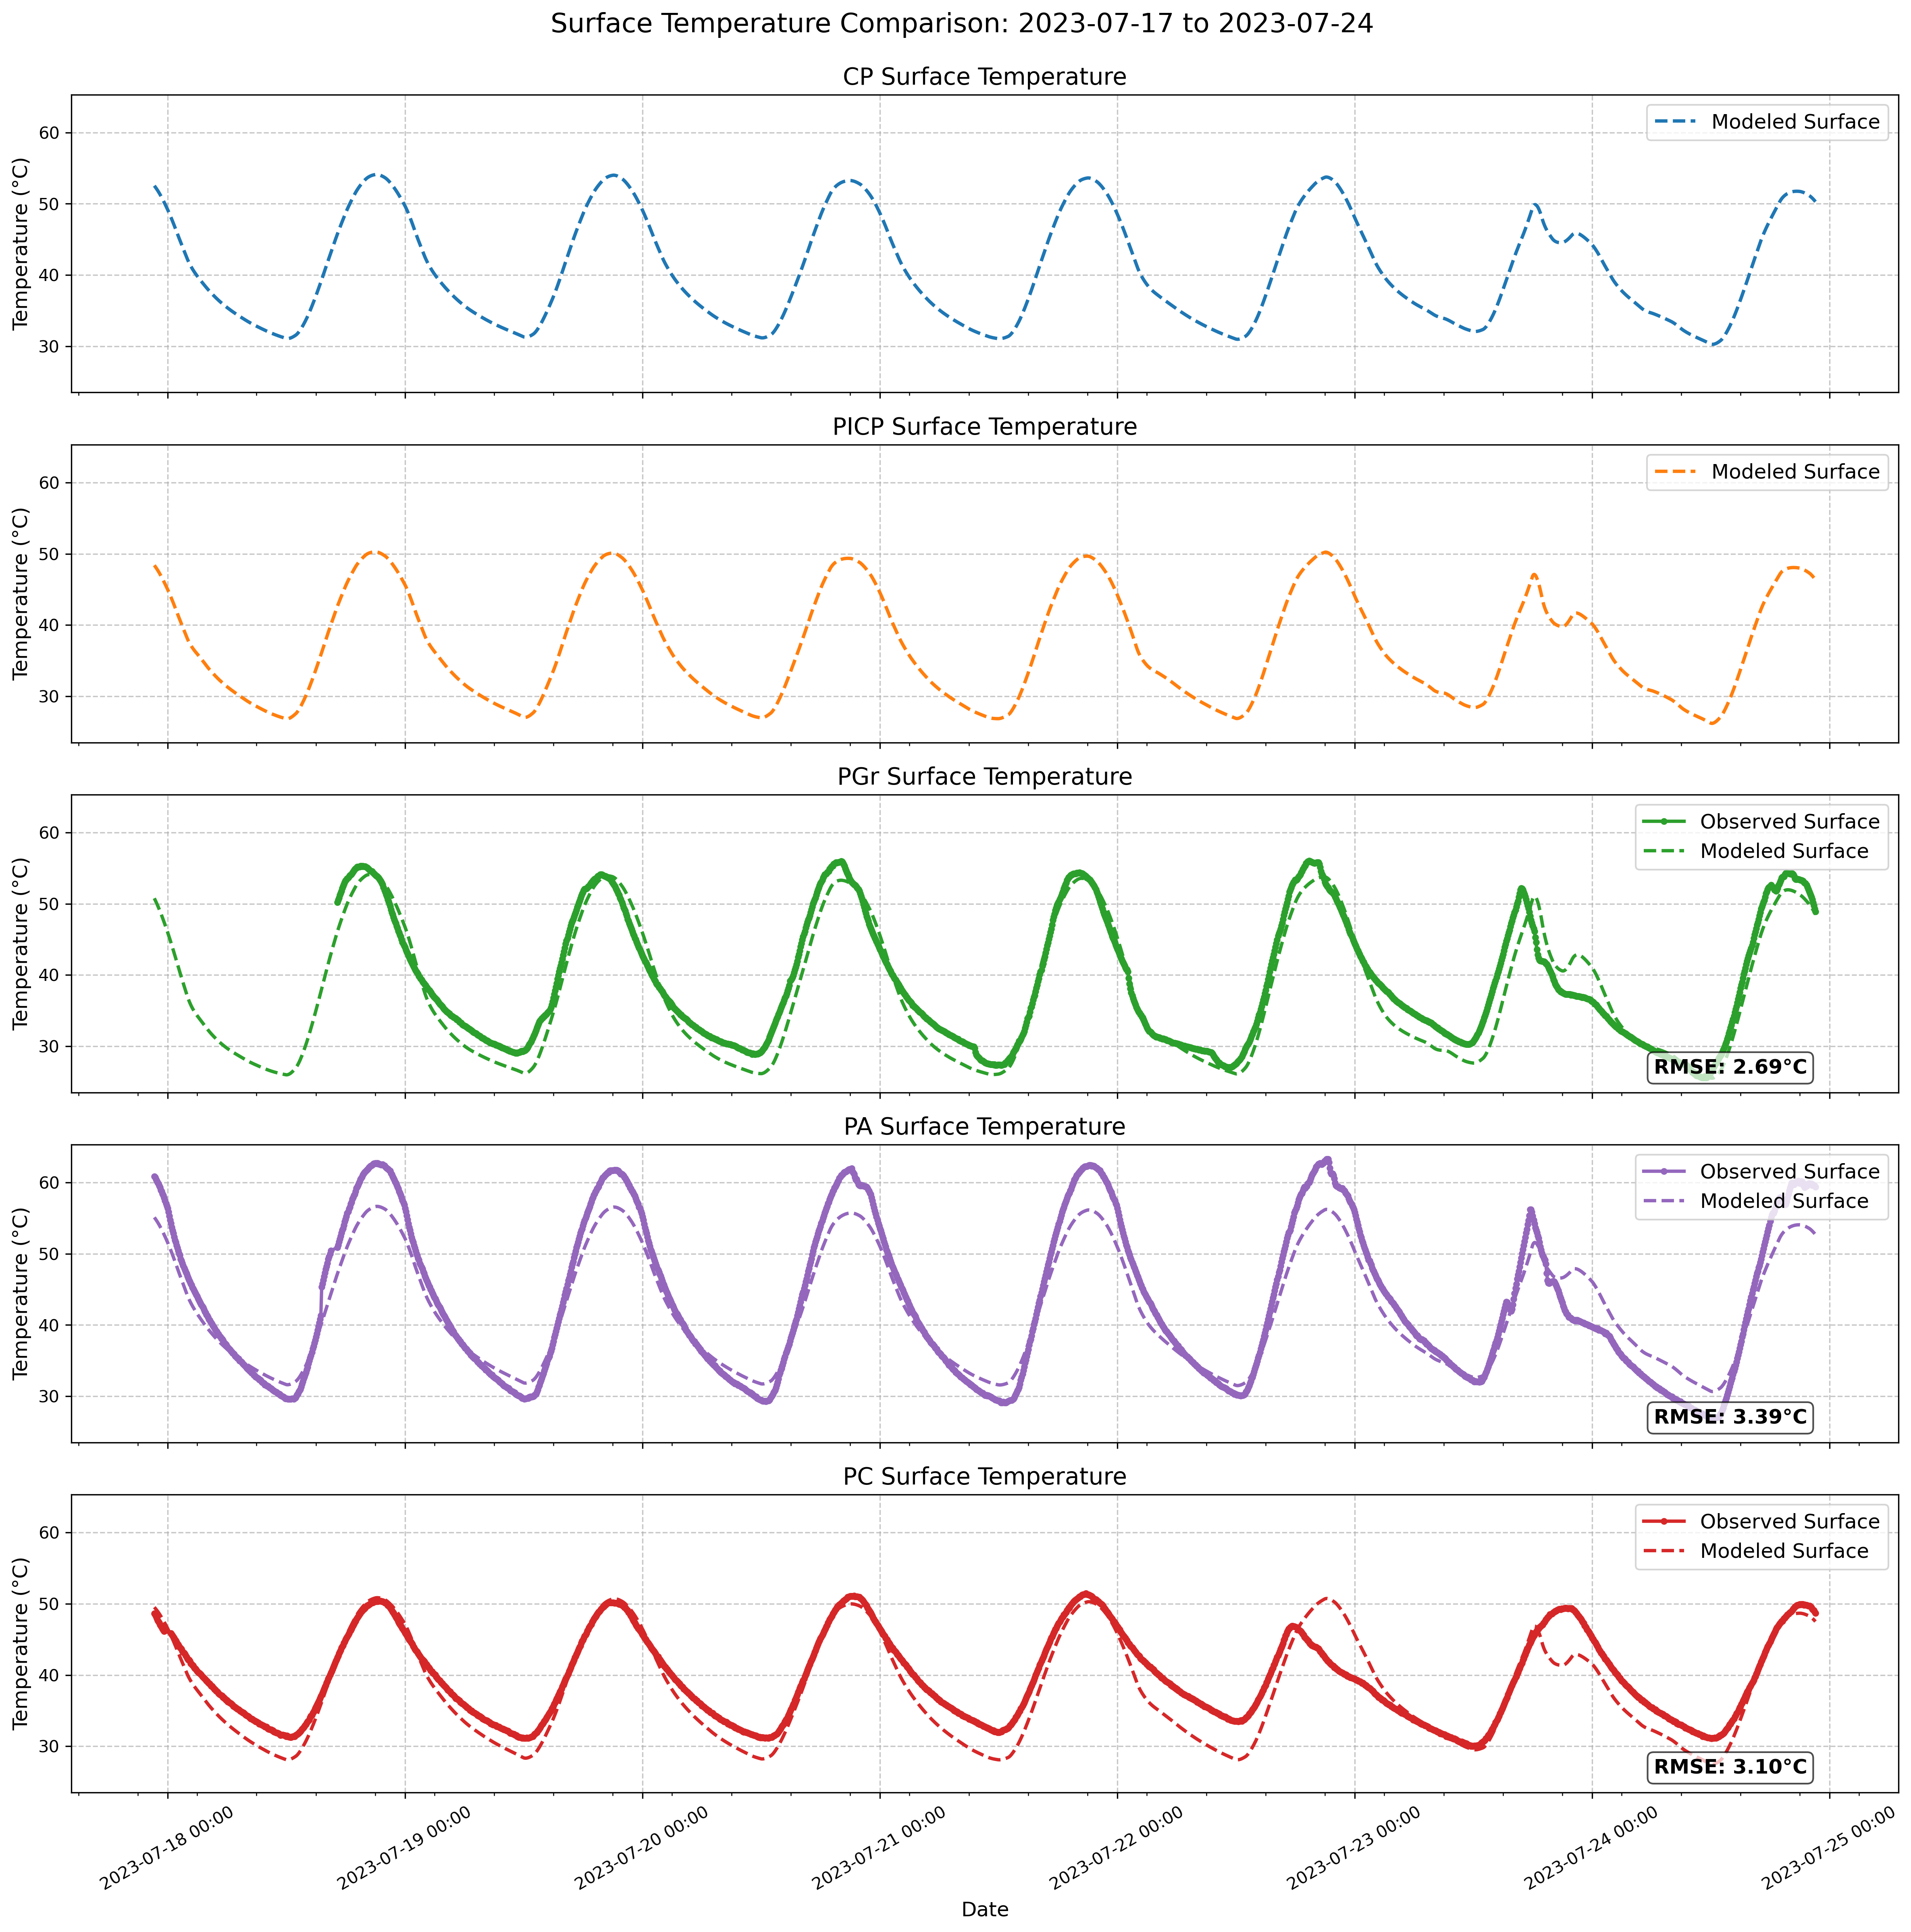 Surface Temperature Comparison: 2023-07-17 to 2023-07-24
CP Surface Temperature
Temperature (°C)
60
50
40
30
Modeled Surface
PICP Surface Temperature
Temperature (°C)
60
50
40
30
Modeled Surface
PGr Surface Temperature
Temperature (°C)
60
50
40
30
Observed Surface
Modeled Surface
RMSE: 2.69°C
PA Surface Temperature
Temperature (°C)
60
50
40
30
Observed Surface
Modeled Surface
RMSE: 3.39°C
PC Surface Temperature
Temperature (°C)
60
50
40
30
Observed Surface
Modeled Surface
RMSE: 3.10°C
2023-07-18 00:00
2023-07-19 00:00
2023-07-20 00:00
2023-07-21 00:00
2023-07-22 00:00
2023-07-23 00:00
2023-07-24 00:00
2023-07-25 00:00
Date